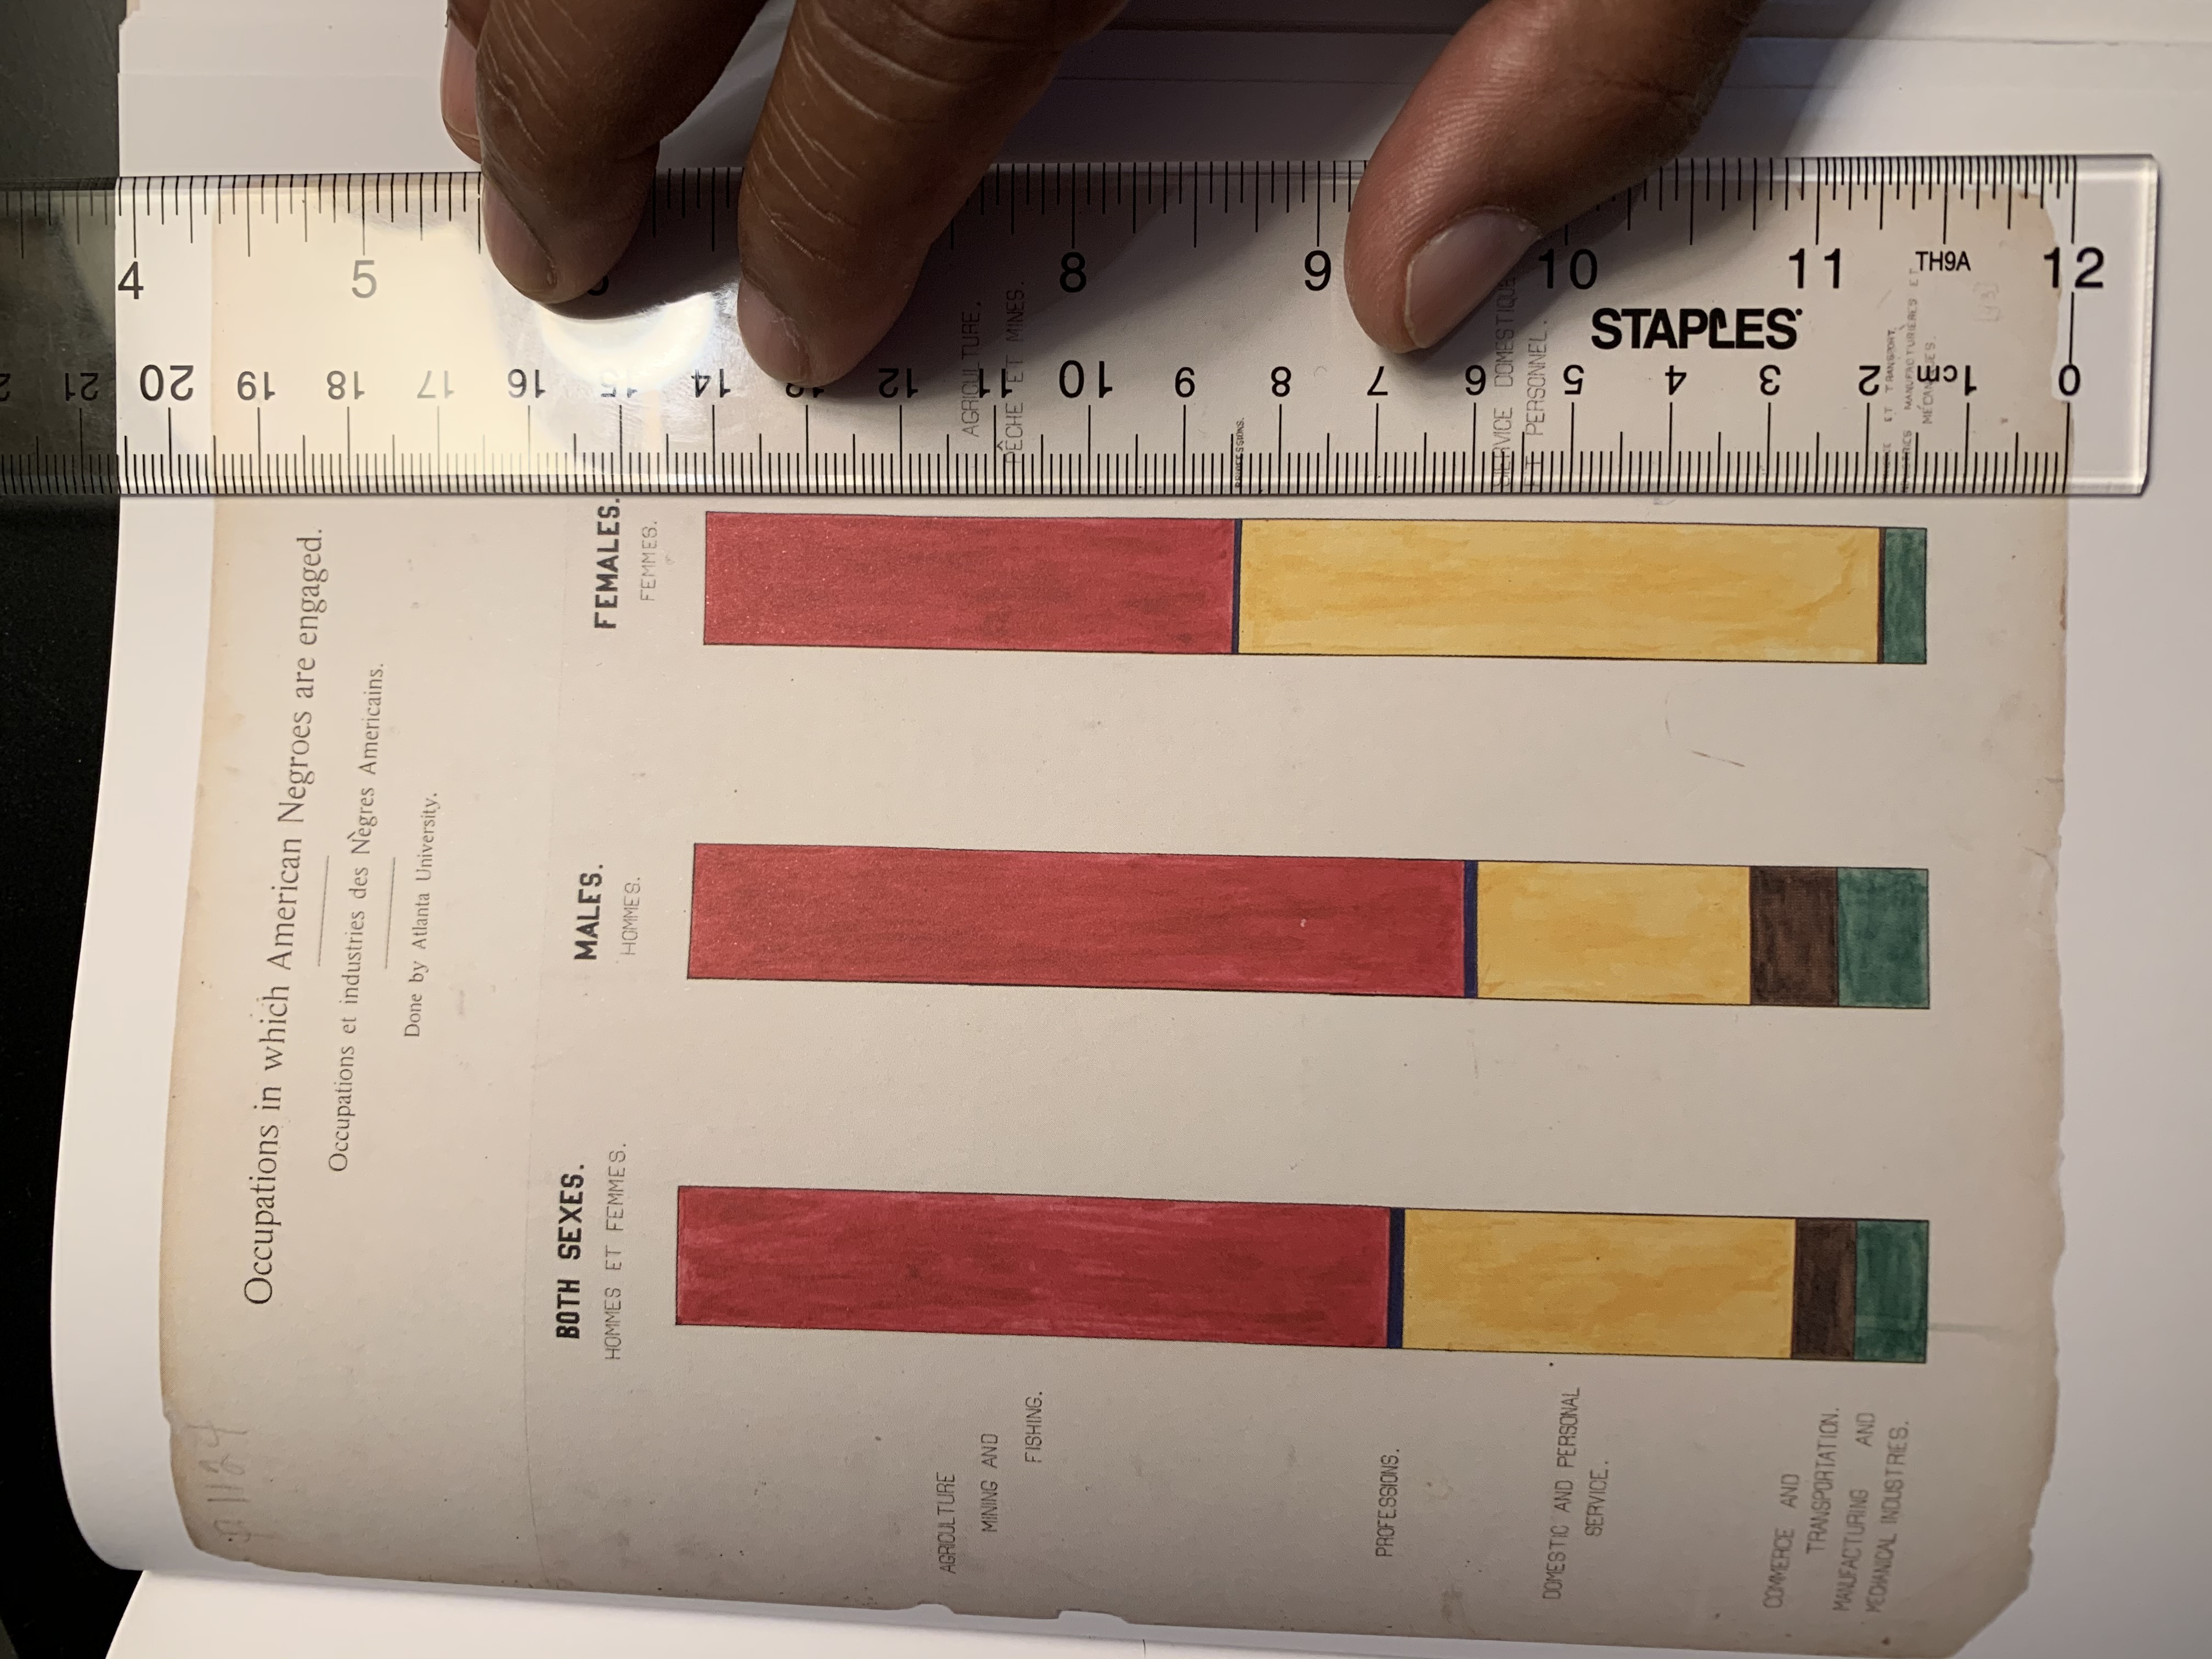 Occupations in which American Negroes are engaged.
Occupations et industries des Nègres Americains.
Done by Atlanta University.
BOTH SEXES.
HOMMES ET FEMMES.
MALES.
HOMMES.
FEMALES.
FEMMES.
AGRICULTURE
MINING AND
FISHING.
PROFESSIONS.
DOMESTIC AND PERSONAL
SERVICE.
COMMERCE AND
TRANSPORTATION.
MANUFACTURING AND
MECHANICAL INDUSTRIES.
AGRICULTURE.
PÊCHE ET MINES.
PROFESSIONS.
SERVICE DOMESTIQUE
ET PERSONNEL.
ET TRANSPORT.
MANUFACTURIÈRES ET
0 1cm 2 3 4 5 6 7 8 9 10 11 12 13 14 15 16 17 18 19 20 21
STAPLES
12 TH9A 11 10 9 8 5 4